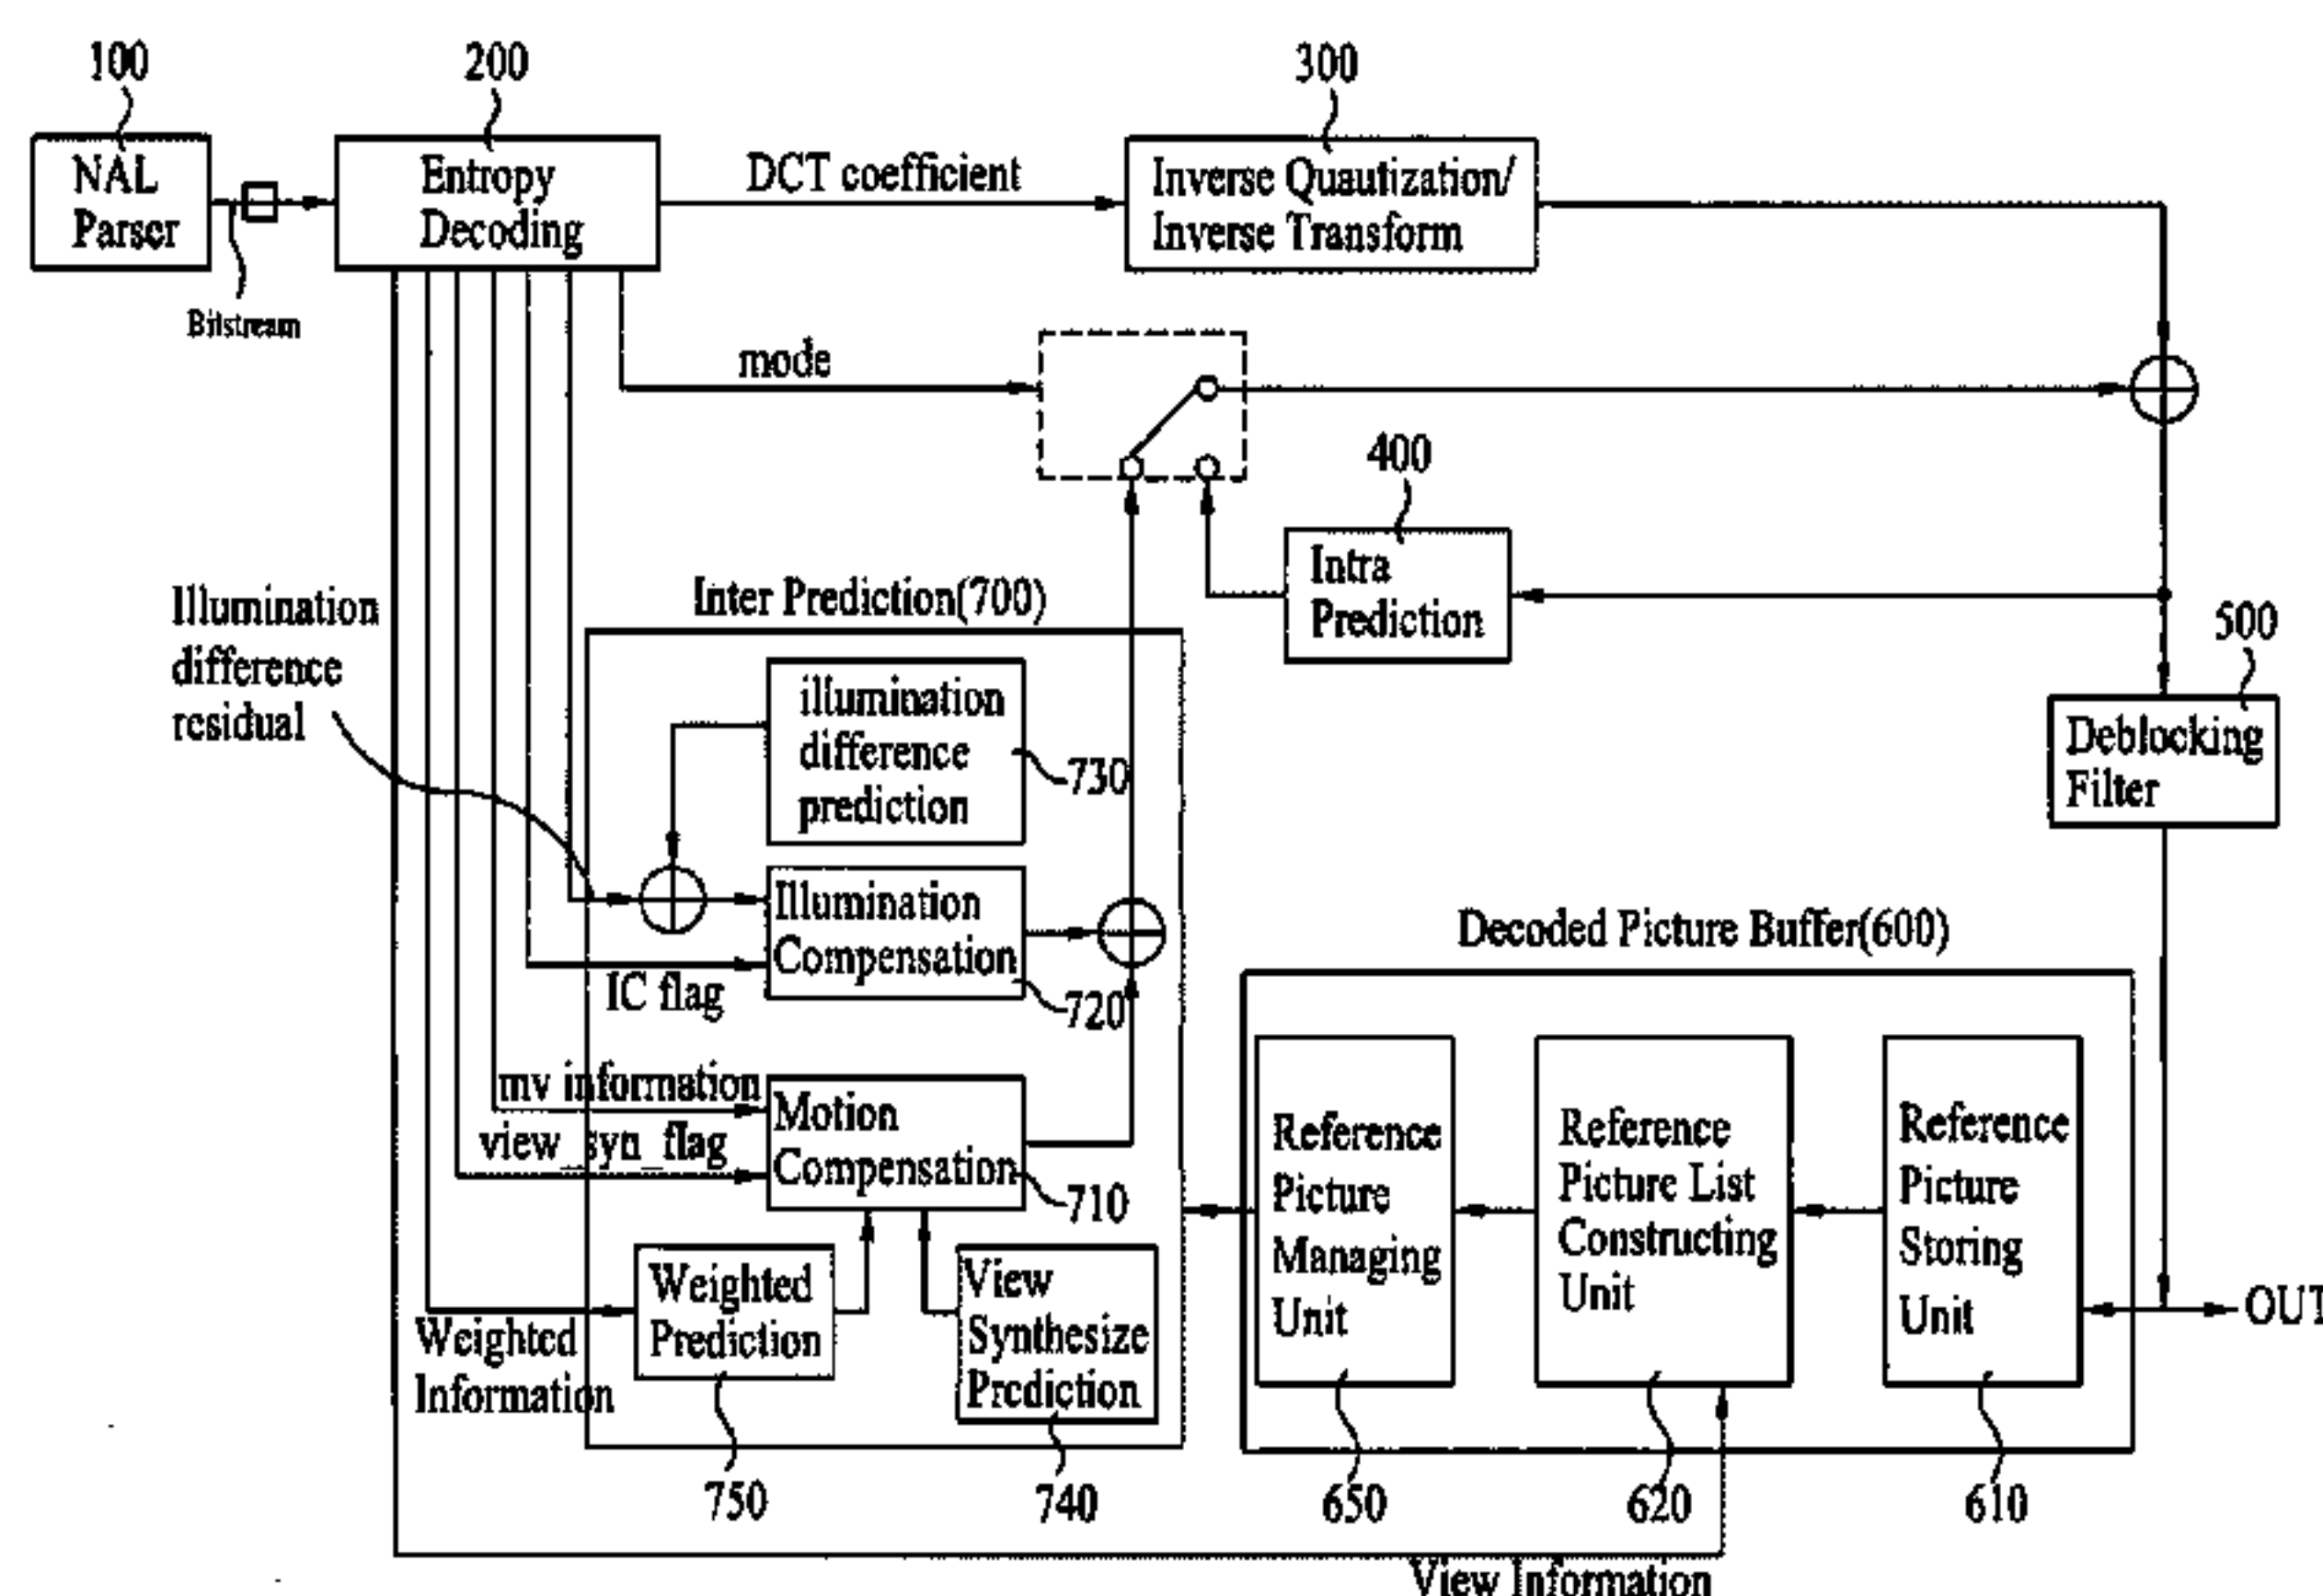 100
200
300
NAL
Parser
Entropy
Decoding
DCT coefficient
Inverse Quautization/
Inverse Transform
Bitstream
mode
400
Intra
Prediction
500
Deblocking
Filter
Illumination
difference
residual
Inter Prediction(700)
illumination
difference
prediction
730
Illumination
Compensation
720
IC flag
mv information
view_syn_flag
Motion
Compensation
710
Weighted
Prediction
View
Synthesize
Prediction
Weighted
Information
750
740
Decoded Picture Buffer(600)
Reference
Picture
Managing
Unit
Reference
Picture List
Constructing
Unit
Reference
Picture
Storing
Unit
OUT
650
620
610
View Information